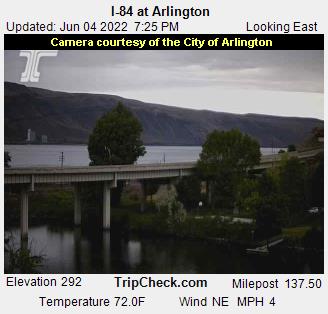 I-84 at Arlington
Updated: Jun 04 2022 7:25 PM Looking East
Camera courtesy of the City of Arlington
Elevation 292 TripCheck.com Milepost 137.50
Temperature 72.0F Wind NE MPH 4